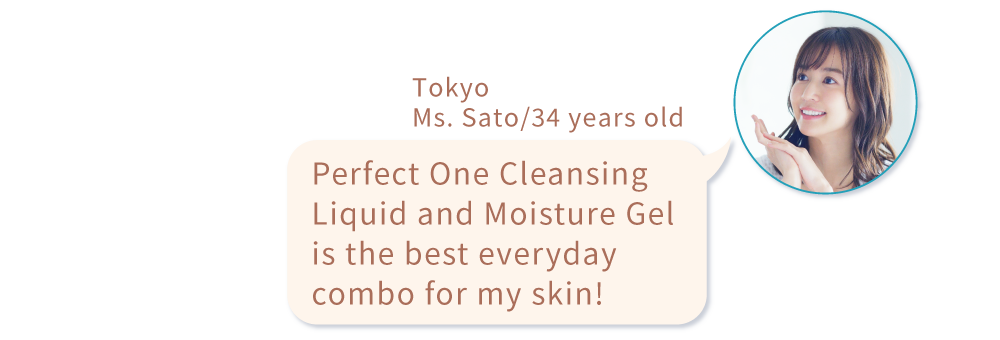 Tokyo
Ms. Sato/34 years old
Perfect One Cleansing
Liquid and Moisture Gel
is the best everyday
combo for my skin!